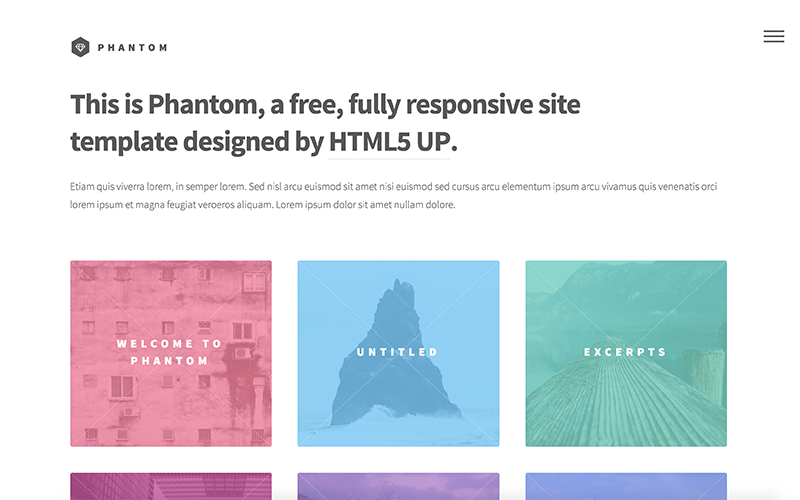 PHANTOM
This is Phantom, a free, fully responsive site
template designed by HTML5 UP.
Etiam quis viverra lorem, in semper lorem. Sed nisl arcu euismod sit amet nisi euismod sed cursus arcu elementum ipsum arcu vivamus quis venenatis orci
lorem ipsum et magna feugiat veroeros aliquam. Lorem ipsum dolor sit amet nullam dolore.
WELCOME TO
PHANTOM
UNTITLED
EXCERPTS